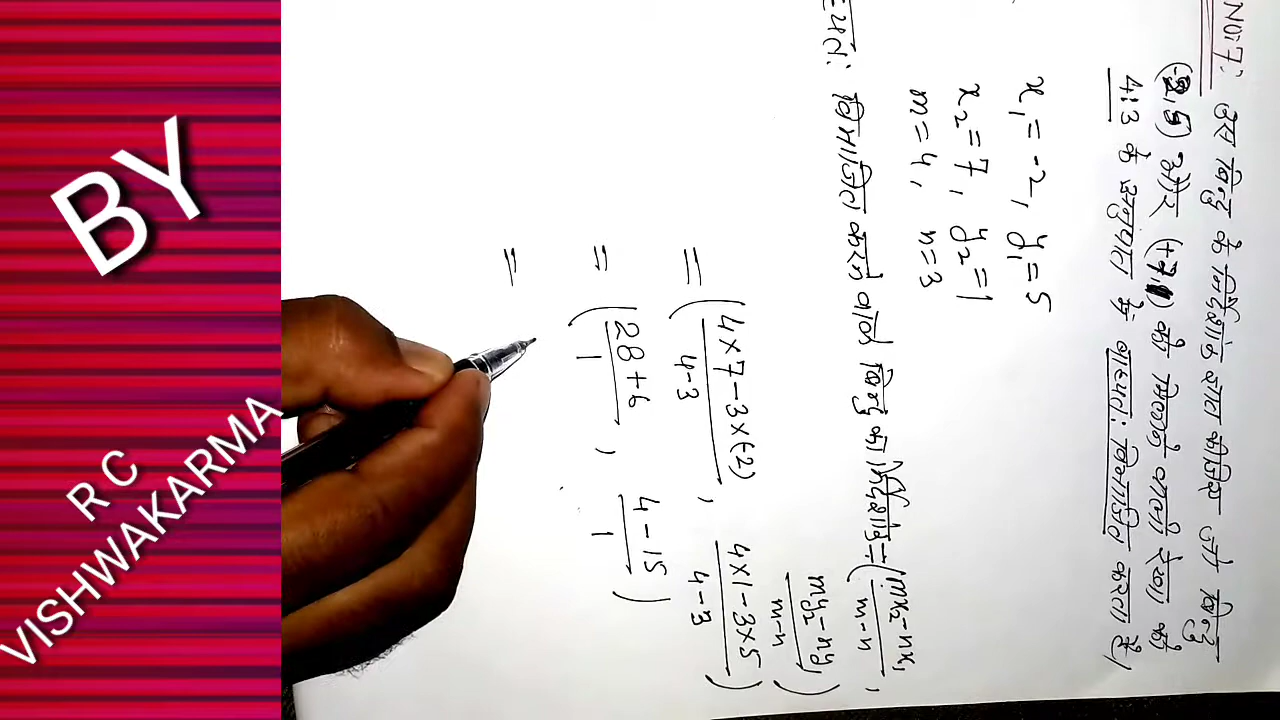 BY
R C
VISHWAKARMA
No-7: उस बिन्दु के निर्देशांक ज्ञात कीजिए जो बिन्दु
(-2,5) और (+7,1) को मिलाने वाली रेखा को
4:3 के अनुपात में बाह्यतः विभाजित करता है।
x₁ = -2, y₁ = 5
x₂ = 7, y₂ = 1
m = 4, n = 3
ह्यतः विभाजित करने वाले बिन्दु का निर्देशांक = (mx₂ - nx₁ / m - n ,
my₂ - ny₁ / m - n)
= (4×7 - 3×(-2) / 4-3 , 4×1 - 3×5 / 4-3)
= (28 + 6 / 1 , 4 - 15 / 1)
=